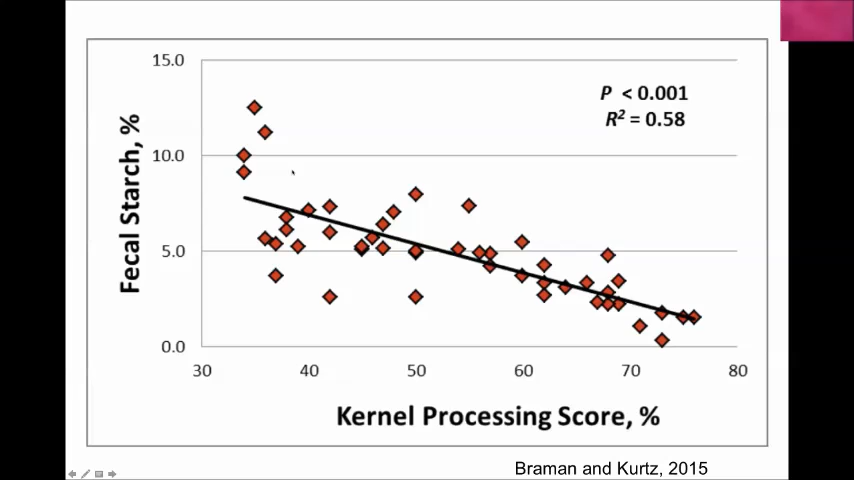 15.0
10.0
5.0
0.0
Fecal Starch, %
P < 0.001
R² = 0.58
30 40 50 60 70 80
Kernel Processing Score, %
Braman and Kurtz, 2015